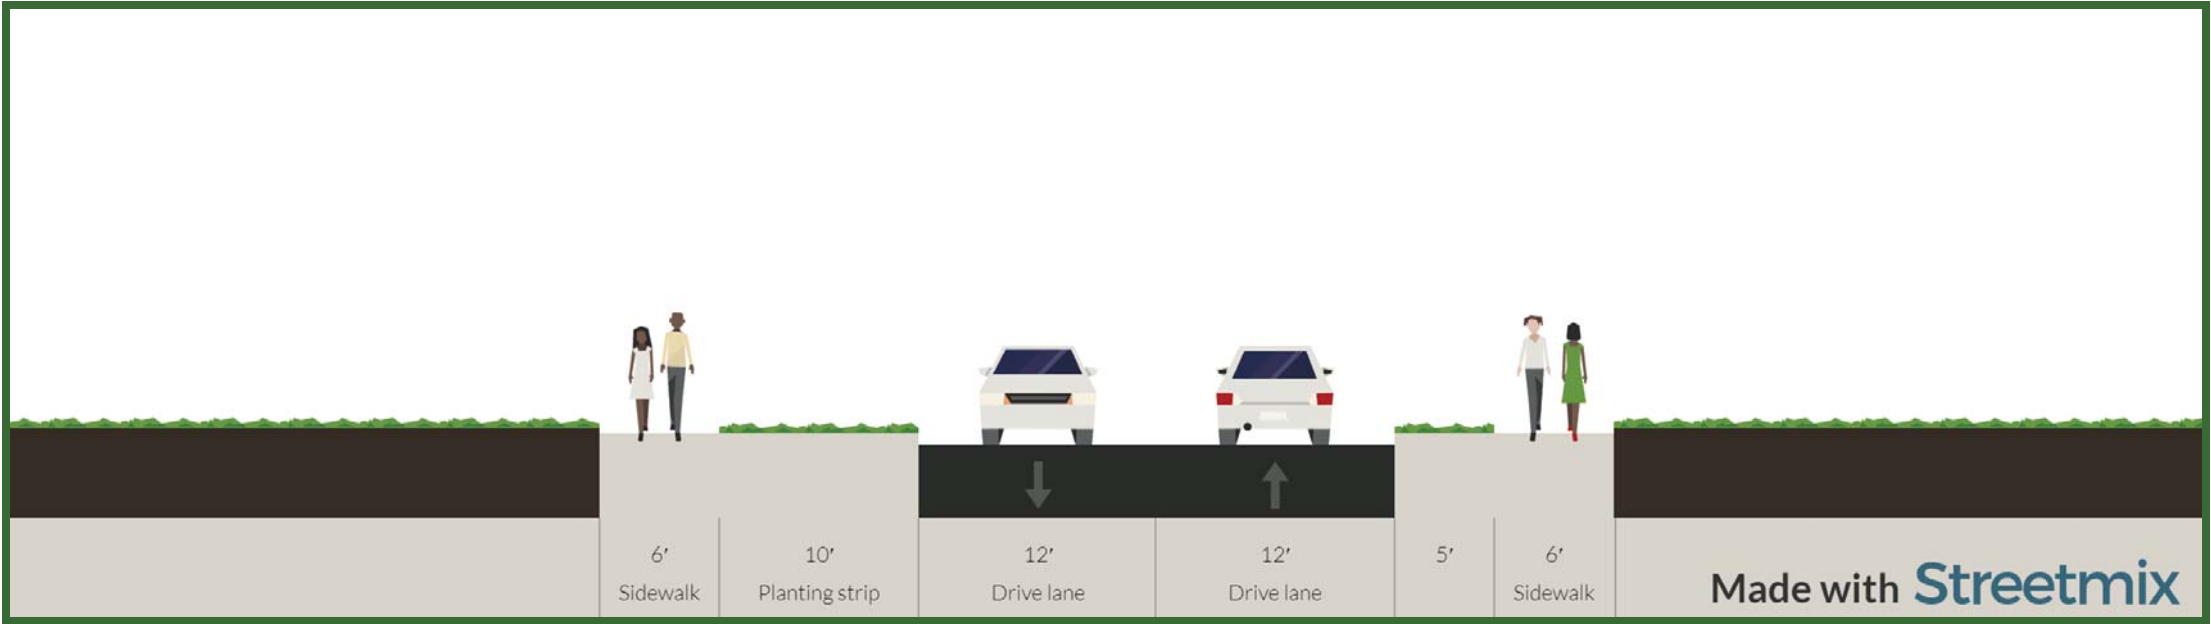 6′ 10′ 12′ 12′ 5′ 6′
Sidewalk Planting strip Drive lane Drive lane Sidewalk
Made with Streetmix